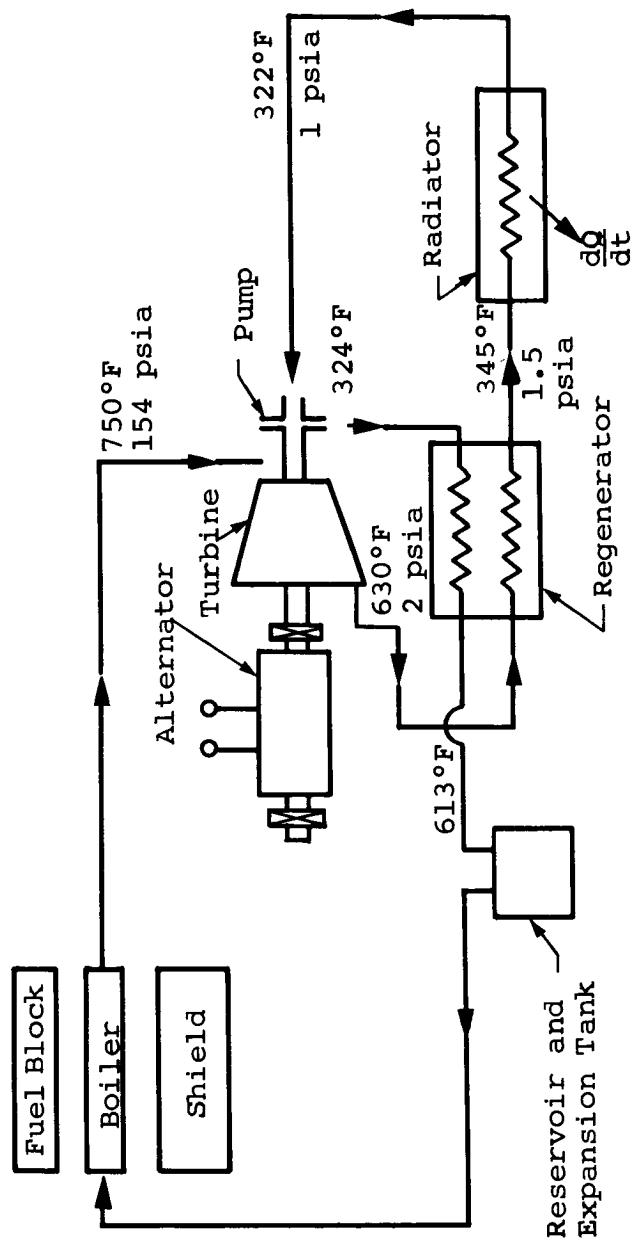 Fuel Block
Boiler
Shield
750°F
154 psia
Pump
322°F
1 psia
Alternator
Turbine
324°F
Radiator
dQ
dt
345°F
1.5
psia
630°F
2 psia
Regenerator
613°F
Reservoir and
Expansion Tank